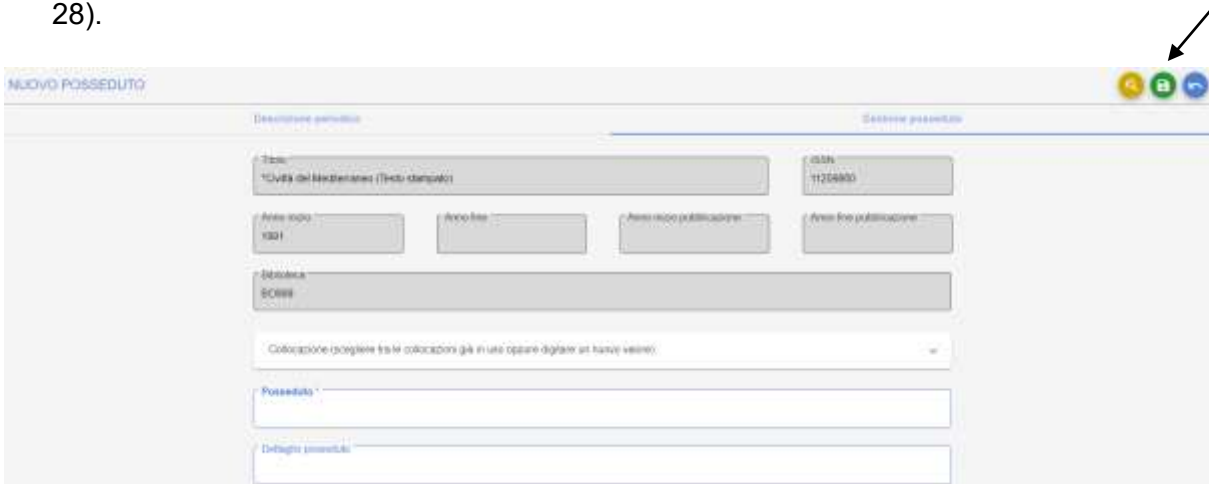 28).
NUOVO POSSEDUTO
Descrizione periodico
Gestione posseduto
Titolo
*Civiltà del Mediterraneo (Testo stampato)
ISSN
Anno inizio
1991
Anno fine
Anno inizio pubblicazione
Anno fine pubblicazione
Biblioteca
Collocazione (scegliere tra le collocazioni già in uso oppure digitare un nuovo valore)
Posseduto *
Dettaglio posseduto